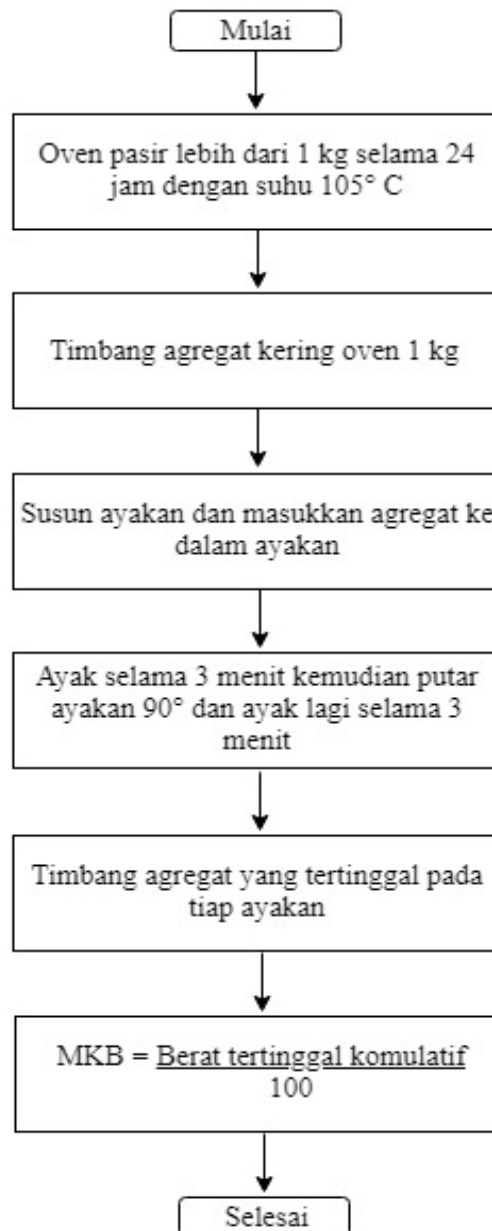 Mulai
Oven pasir lebih dari 1 kg selama 24
jam dengan suhu 105° C
Timbang agregat kering oven 1 kg
Susun ayakan dan masukkan agregat ke
dalam ayakan
Ayak selama 3 menit kemudian putar
ayakan 90° dan ayak lagi selama 3
menit
Timbang agregat yang tertinggal pada
tiap ayakan
MKB = Berat tertinggal komulatif
100
Selesai